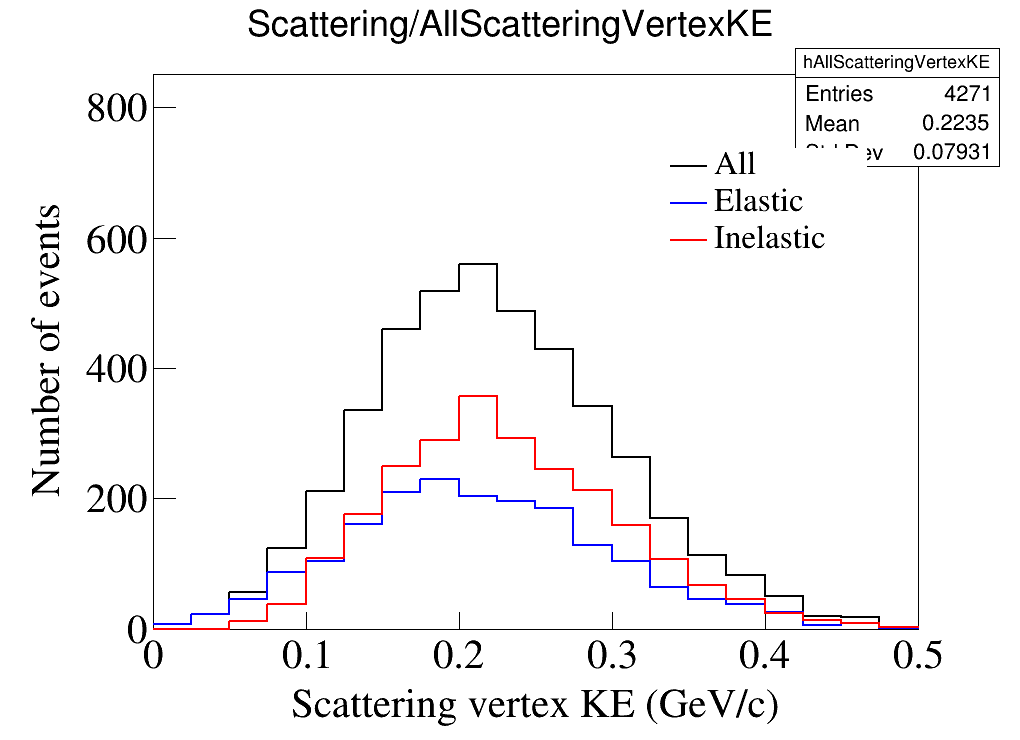 Scattering/AllScatteringVertexKE
hAllScatteringVertexKE
Entries 4271
Mean 0.2235
0.07931
All
Elastic
Inelastic
800
600
400
200
0
Number of events
0 0.1 0.2 0.3 0.4 0.5
Scattering vertex KE (GeV/c)